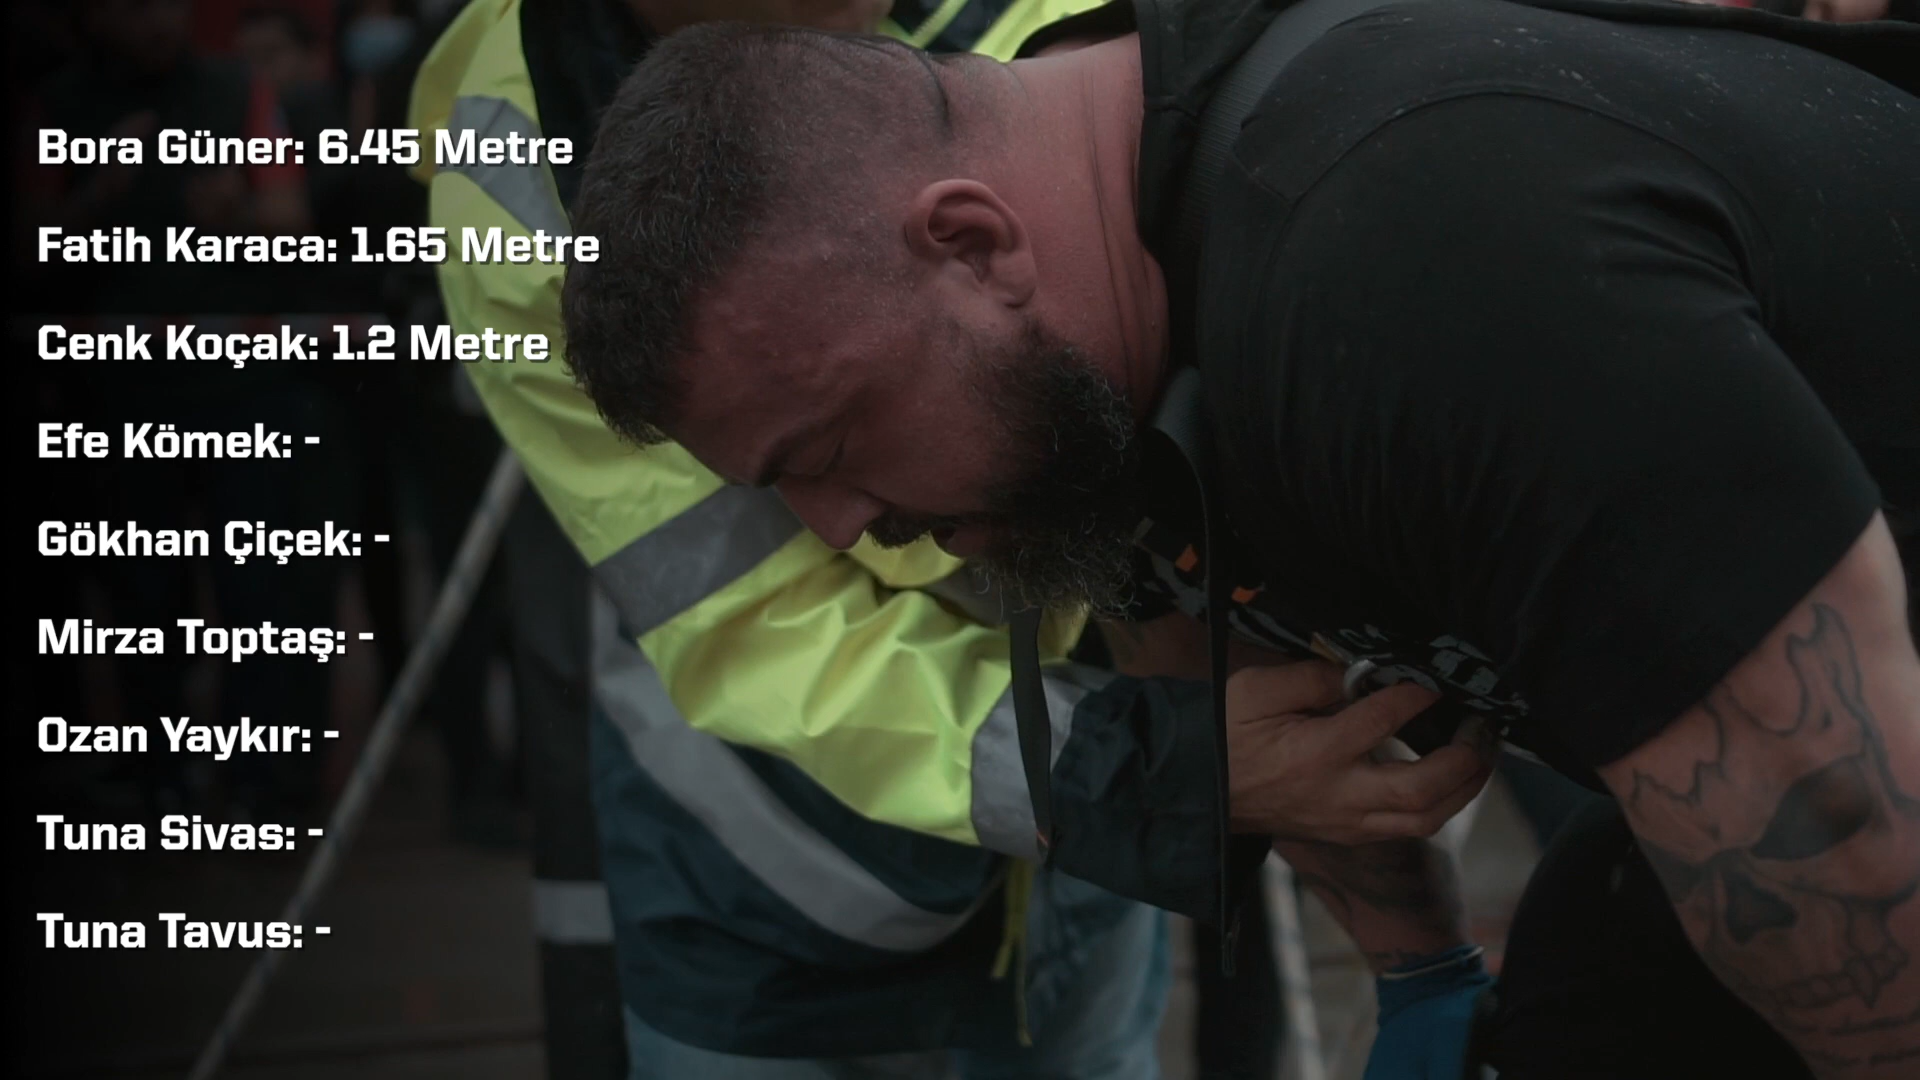 Bora Güner: 6.45 Metre
Fatih Karaca: 1.65 Metre
Cenk Koçak: 1.2 Metre
Efe Kömek: -
Gökhan Çiçek: -
Mirza Toptaş: -
Ozan Yaykır: -
Tuna Sivas: -
Tuna Tavus: -